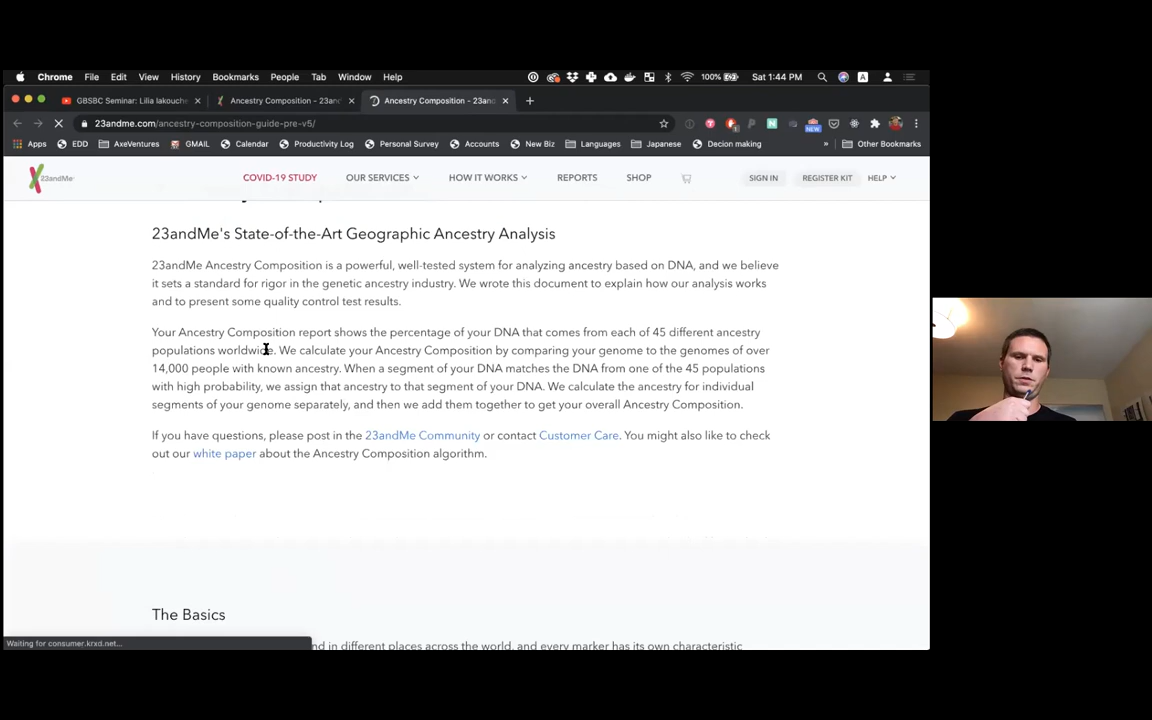 Chrome File Edit View History Bookmarks People Tab Window Help 100% Sat 1:44 PM
GBSBC Seminar: Lilia Iakouche Ancestry Composition - 23and Ancestry Composition - 23and
23andme.com/ancestry-composition-guide-pre-v5/
Apps EDD AxeVentures GMAIL Calendar Productivity Log Personal Survey Accounts New Biz Languages Japanese Decion making » Other Bookmarks
NEW
23andMe COVID-19 STUDY OUR SERVICES HOW IT WORKS REPORTS SHOP SIGN IN REGISTER KIT HELP
23andMe's State-of-the-Art Geographic Ancestry Analysis
23andMe Ancestry Composition is a powerful, well-tested system for analyzing ancestry based on DNA, and we believe
it sets a standard for rigor in the genetic ancestry industry. We wrote this document to explain how our analysis works
and to present some quality control test results.
Your Ancestry Composition report shows the percentage of your DNA that comes from each of 45 different ancestry
populations worldwide. We calculate your Ancestry Composition by comparing your genome to the genomes of over
14,000 people with known ancestry. When a segment of your DNA matches the DNA from one of the 45 populations
with high probability, we assign that ancestry to that segment of your DNA. We calculate the ancestry for individual
segments of your genome separately, and then we add them together to get your overall Ancestry Composition.
If you have questions, please post in the 23andMe Community or contact Customer Care. You might also like to check
out our white paper about the Ancestry Composition algorithm.
The Basics
Waiting for consumer.krxd.net... nd in different places across the world, and every marker has its own characteristic